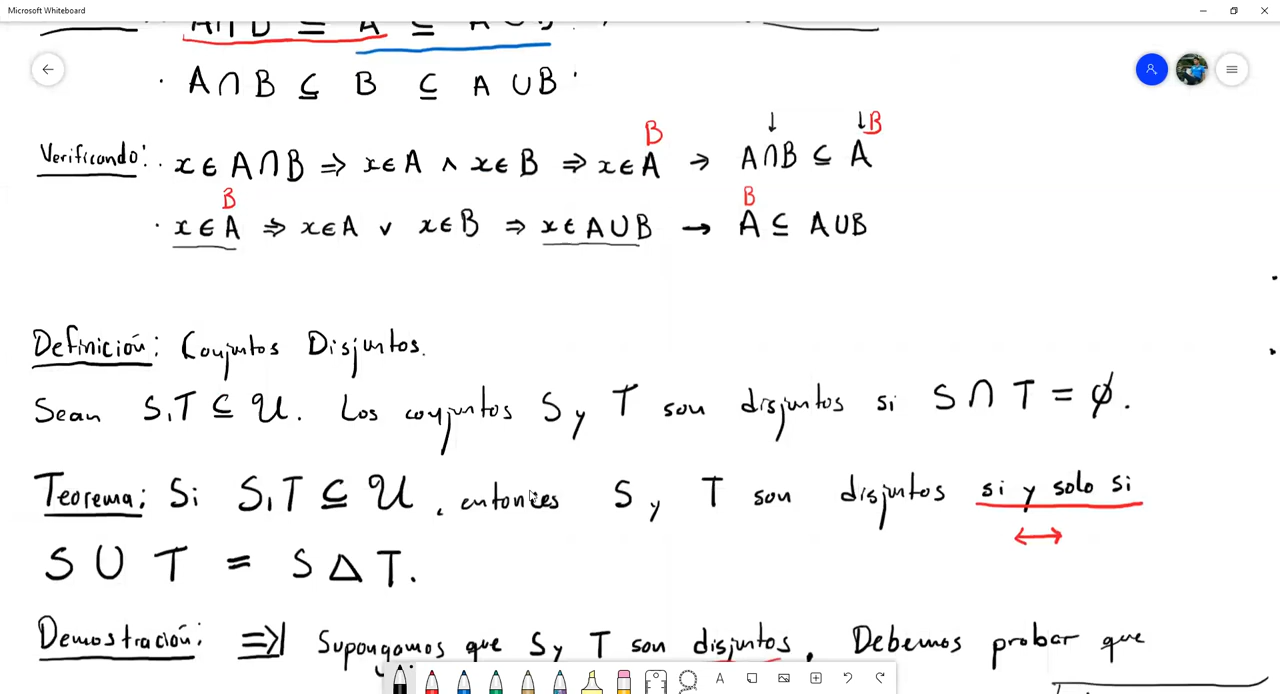 Microsoft Whiteboard
A∩B ⊆ A ⊆ A∪B
· A∩B ⊆ B ⊆ A∪B
B ↓ ↓B
Verificando: · x∈A∩B ⇒ x∈A ∧ x∈B ⇒ x∈A → A∩B ⊆ A
B B
· x∈A ⇒ x∈A ∨ x∈B ⇒ x∈A∪B → A ⊆ A∪B
Definición: Conjuntos Disjuntos.
Sean S,T ⊆ U. Los conjuntos S y T son disjuntos si S∩T = ∅.
Teorema: Si S,T ⊆ U, entonces S y T son disjuntos si y solo si
↔
S∪T = S△T.
Demostración: ⇒| Supongamos que S y T son disjuntos. Debemos probar que
A